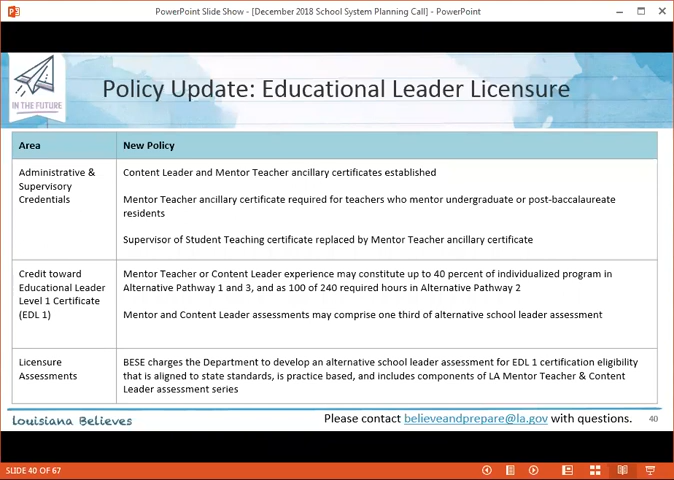 PowerPoint Slide Show - [December 2018 School System Planning Call] - PowerPoint
IN THE FUTURE
Policy Update: Educational Leader Licensure
Area
New Policy
Administrative &
Supervisory
Credentials
Content Leader and Mentor Teacher ancillary certificates established
Mentor Teacher ancillary certificate required for teachers who mentor undergraduate or post-baccalaureate
residents
Supervisor of Student Teaching certificate replaced by Mentor Teacher ancillary certificate
Credit toward
Educational Leader
Level 1 Certificate
(EDL 1)
Mentor Teacher or Content Leader experience may constitute up to 40 percent of individualized program in
Alternative Pathway 1 and 3, and as 100 of 240 required hours in Alternative Pathway 2
Mentor and Content Leader assessments may comprise one third of alternative school leader assessment
Licensure
Assessments
BESE charges the Department to develop an alternative school leader assessment for EDL 1 certification eligibility
that is aligned to state standards, is practice based, and includes components of LA Mentor Teacher & Content
Leader assessment series
Louisiana Believes
Please contact believeandprepare@la.gov with questions.
40
SLIDE 40 OF 67